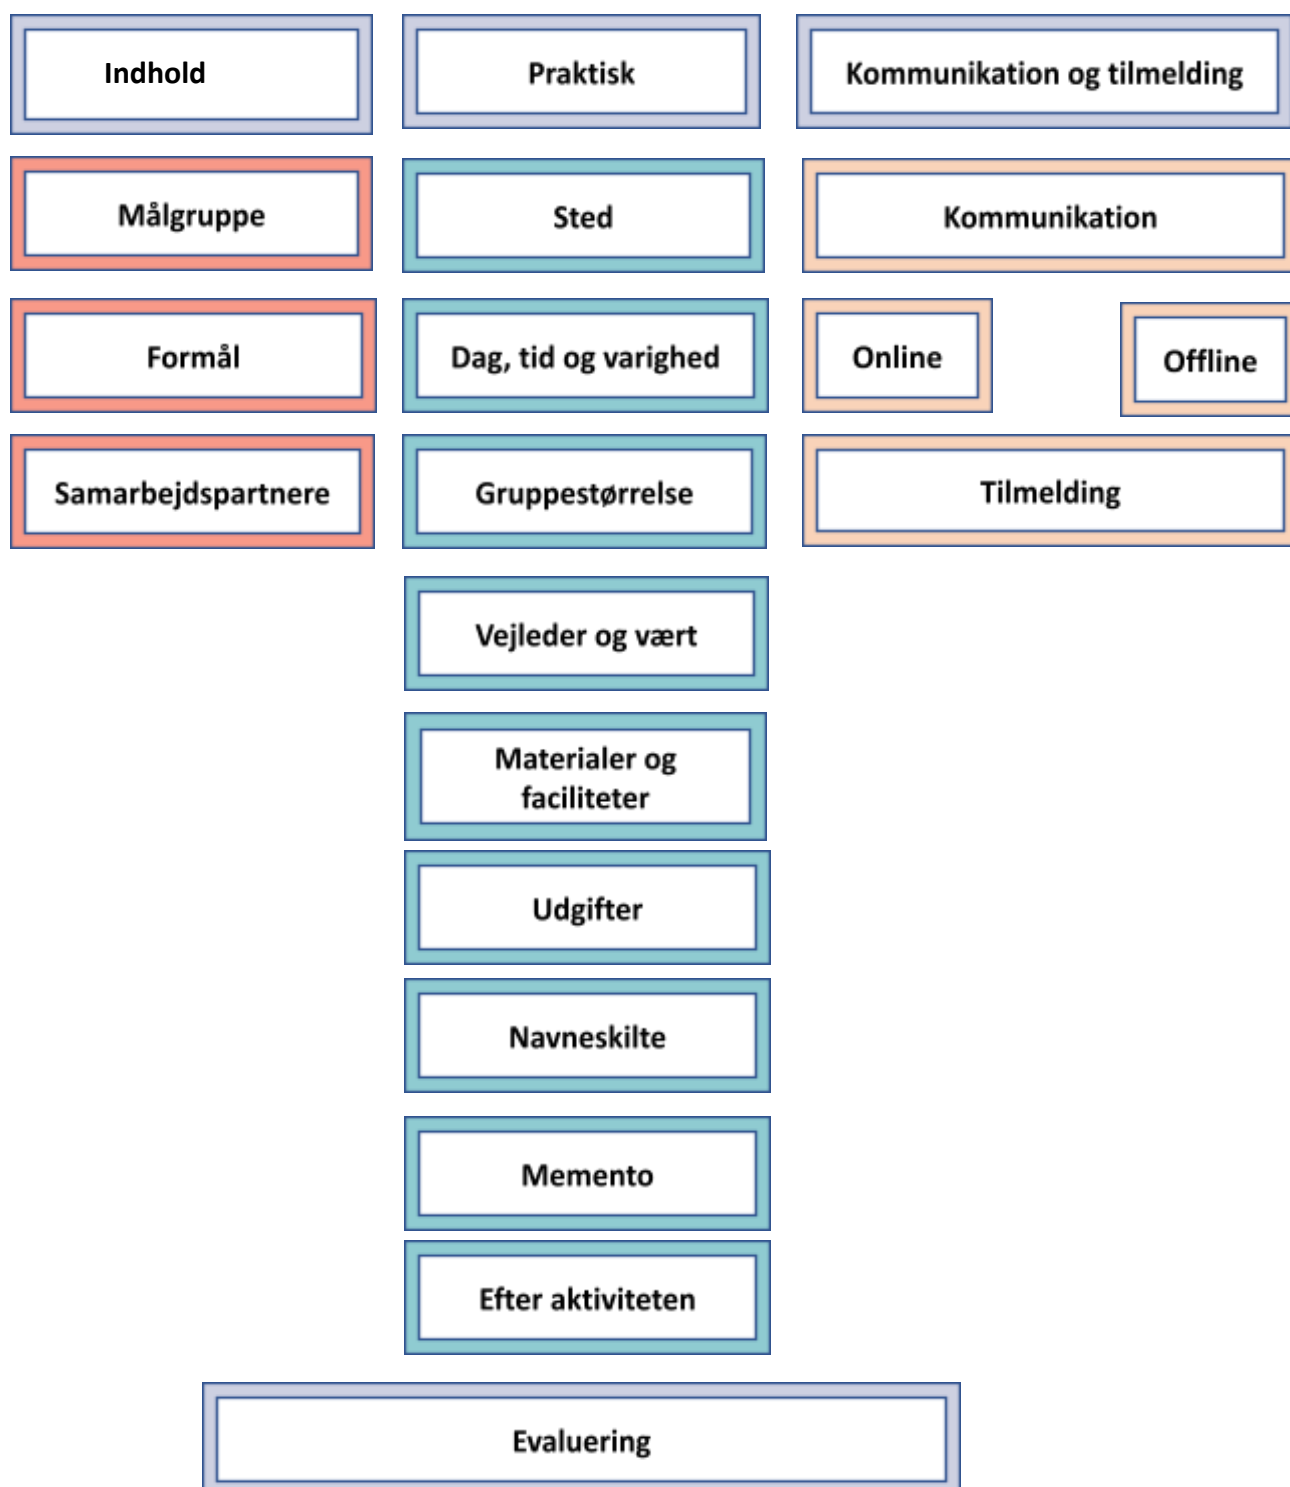 Indhold
Praktisk
Kommunikation og tilmelding
Målgruppe
Sted
Kommunikation
Formål
Dag, tid og varighed
Online
Offline
Samarbejdspartnere
Gruppestørrelse
Tilmelding
Vejleder og vært
Materialer og
faciliteter
Udgifter
Navneskilte
Memento
Efter aktiviteten
Evaluering